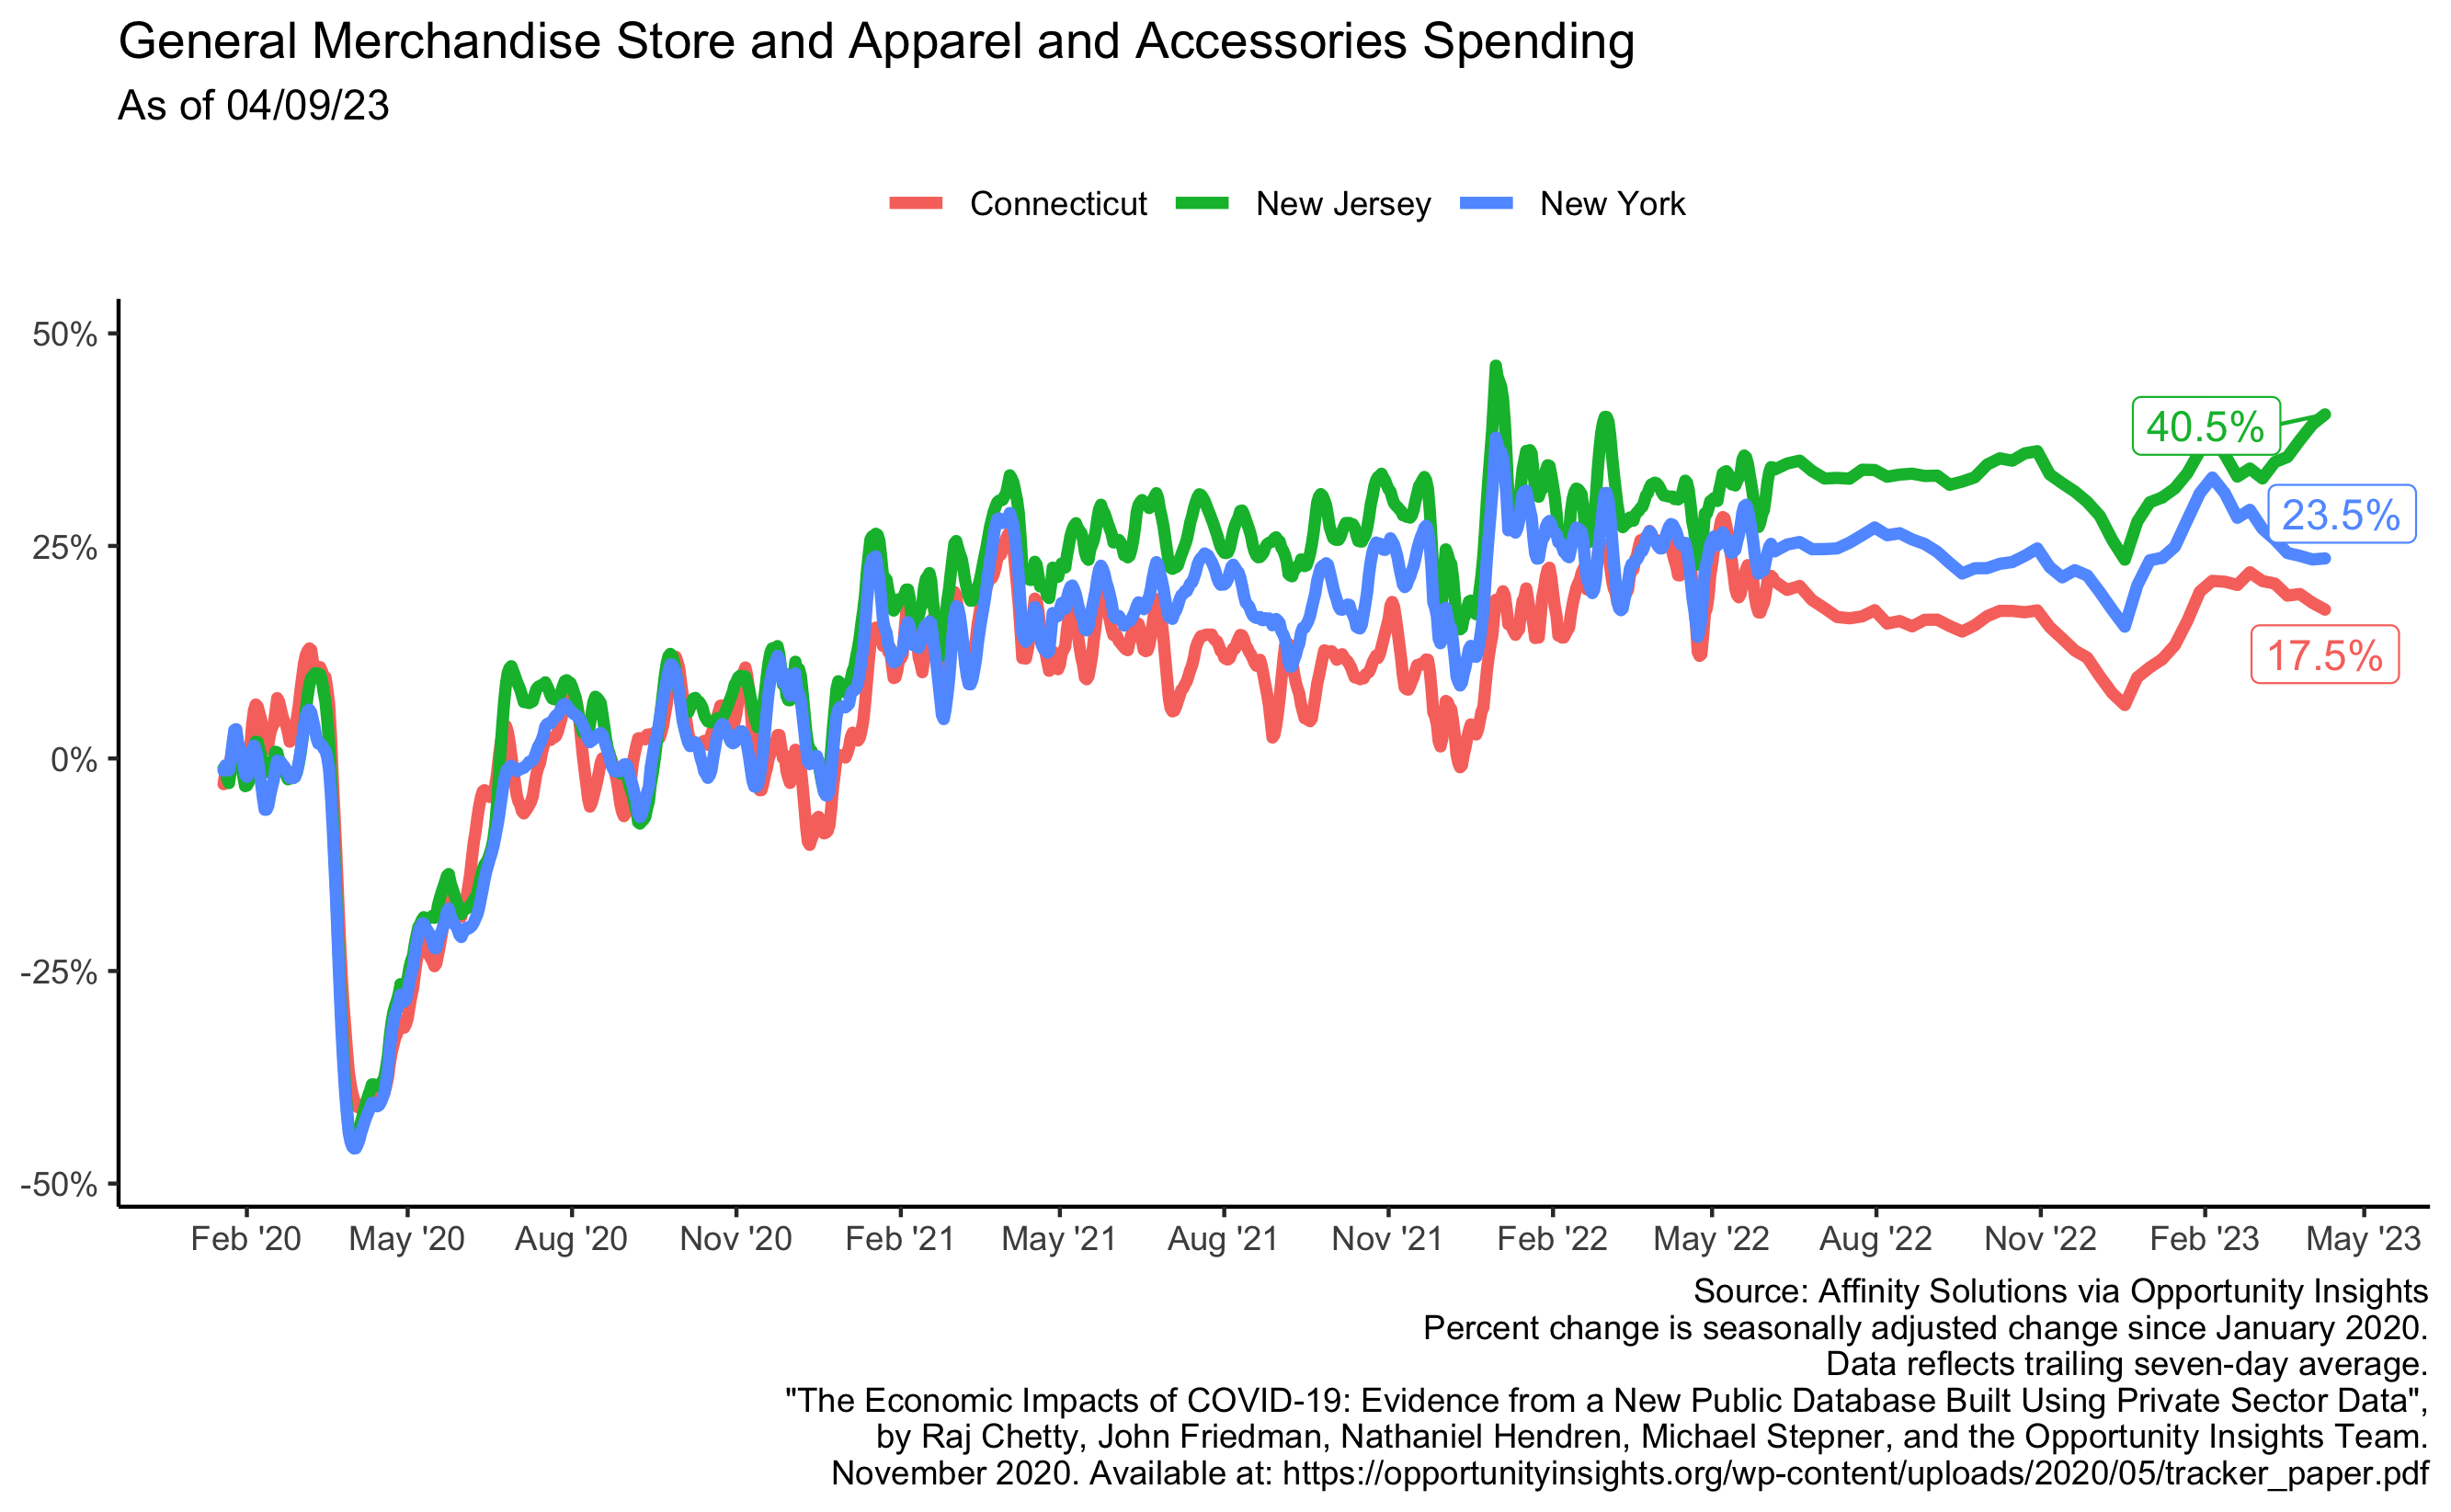 General Merchandise Store and Apparel and Accessories Spending
As of 04/09/23
Connecticut New Jersey New York
50%
25%
0%
-25%
-50%
40.5%
23.5%
17.5%
Feb '20 May '20 Aug '20 Nov '20 Feb '21 May '21 Aug '21 Nov '21 Feb '22 May '22 Aug '22 Nov '22 Feb '23 May '23
Source: Affinity Solutions via Opportunity Insights
Percent change is seasonally adjusted change since January 2020.
Data reflects trailing seven-day average.
"The Economic Impacts of COVID-19: Evidence from a New Public Database Built Using Private Sector Data",
by Raj Chetty, John Friedman, Nathaniel Hendren, Michael Stepner, and the Opportunity Insights Team.
November 2020. Available at: https://opportunityinsights.org/wp-content/uploads/2020/05/tracker_paper.pdf